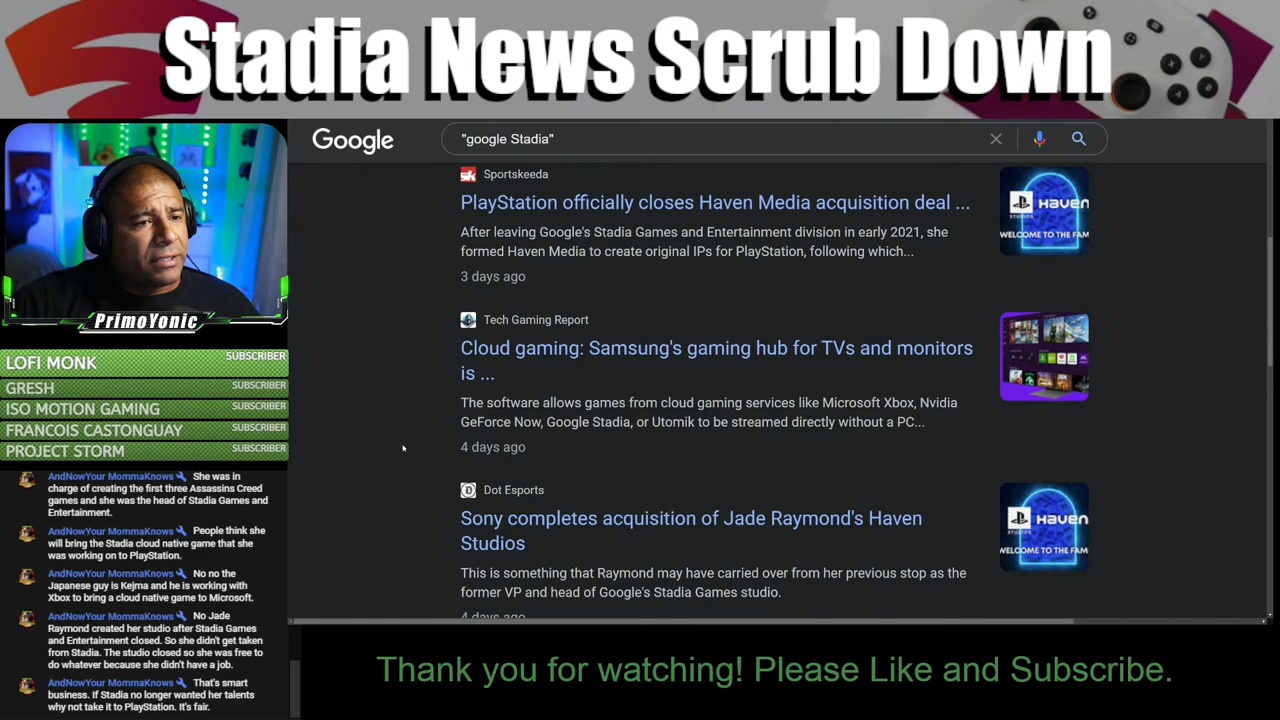 Stadia News Scrub Down
Google
"google Stadia"
Sportskeeda
PlayStation officially closes Haven Media acquisition deal ...
After leaving Google's Stadia Games and Entertainment division in early 2021, she
formed Haven Media to create original IPs for PlayStation, following which...
3 days ago
HAVEN
STUDIOS
WELCOME TO THE FAM
Tech Gaming Report
Cloud gaming: Samsung's gaming hub for TVs and monitors
is ...
The software allows games from cloud gaming services like Microsoft Xbox, Nvidia
GeForce Now, Google Stadia, or Utomik to be streamed directly without a PC...
4 days ago
Dot Esports
Sony completes acquisition of Jade Raymond's Haven
Studios
This is something that Raymond may have carried over from her previous stop as the
former VP and head of Google's Stadia Games studio.
4 days ago
HAVEN
STUDIOS
WELCOME TO THE FAM
PrimoYonic
LOFI MONK SUBSCRIBER
GRESH SUBSCRIBER
ISO MOTION GAMING SUBSCRIBER
FRANCOIS CASTONGUAY SUBSCRIBER
PROJECT STORM SUBSCRIBER
AndNowYour MommaKnows She was in
charge of creating the first three Assassins Creed
games and she was the head of Stadia Games and
Entertainment.
AndNowYour MommaKnows People think she
will bring the Stadia cloud native game that she
was working on to PlayStation.
AndNowYour MommaKnows No no the
Japanese guy is Kejma and he is working with
Xbox to bring a cloud native game to Microsoft.
AndNowYour MommaKnows No Jade
Raymond created her studio after Stadia Games
and Entertainment closed. So she didn't get taken
from Stadia. The studio closed so she was free to
do whatever because she didn't have a job.
AndNowYour MommaKnows That's smart
business. If Stadia no longer wanted her talents
why not take it to PlayStation. It's fair.
Thank you for watching! Please Like and Subscribe.